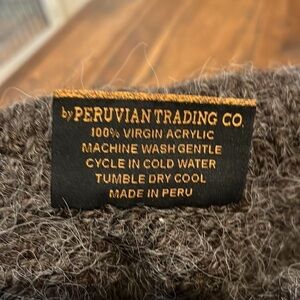 by PERUVIAN TRADING CO.
100% VIRGIN ACRYLIC
MACHINE WASH GENTLE
CYCLE IN COLD WATER
TUMBLE DRY COOL
MADE IN PERU